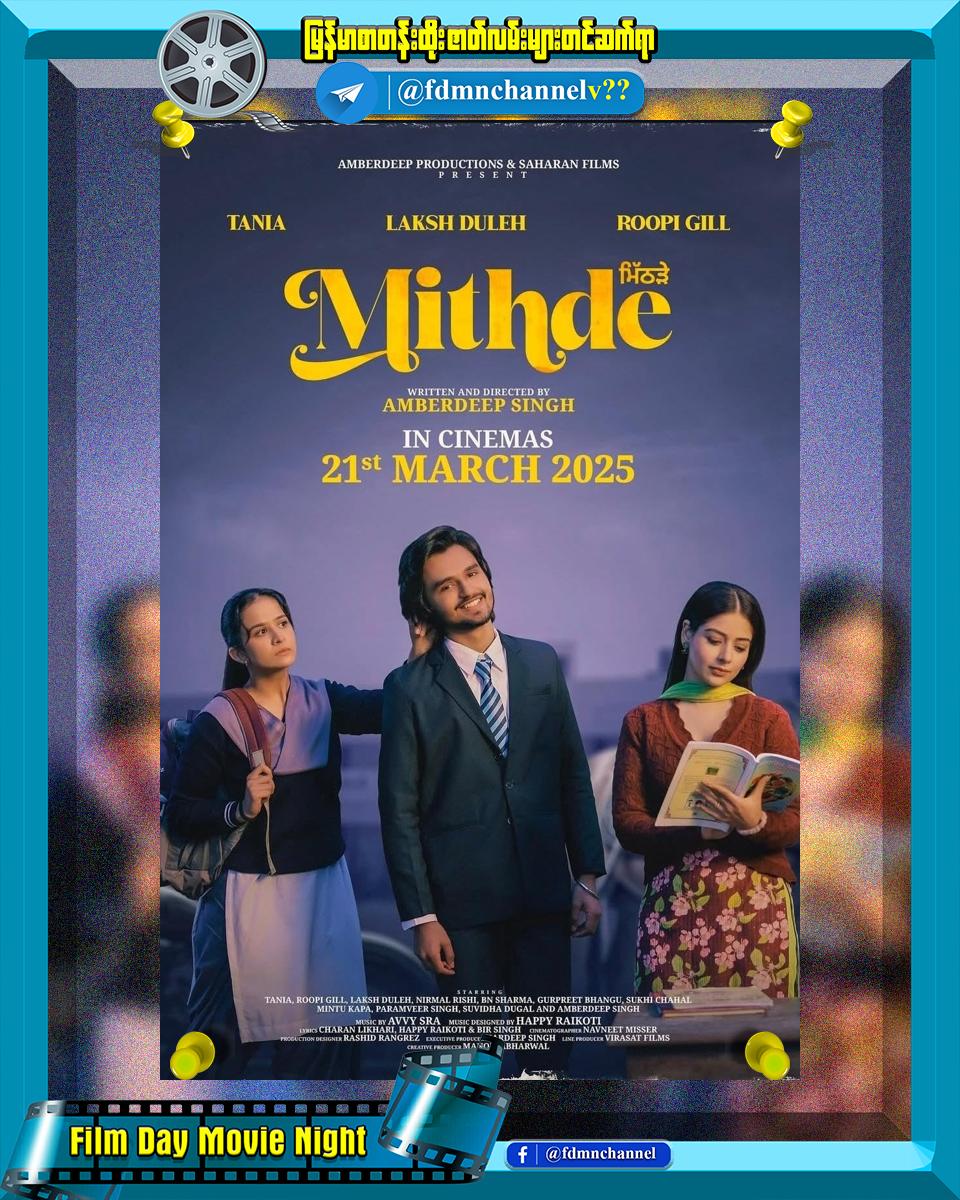 မြန်မာစာတန်းထိုးဇာတ်လမ်းများတင်ဆက်ရာ
@fdmnchannelv??
AMBERDEEP PRODUCTIONS & SAHARAN FILMS
PRESENT
TANIA LAKSH DULEH ROOPI GILL
ਮਿੱਠੜੇ
Mithde
WRITTEN AND DIRECTED BY
AMBERDEEP SINGH
IN CINEMAS
21st MARCH 2025
STARRING
TANIA, ROOPI GILL, LAKSH DULEH, NIRMAL RISHI, BN SHARMA, GURPREET BHANGU, SUKHI CHAHAL
MINTU KAPA, PARAMVEER SINGH, SUVIDHA DUGAL AND AMBERDEEP SINGH
MUSIC BY AVVY SRA MUSIC DESIGNED BY HAPPY RAIKOTI
LYRICS CHARAN LIKHARI, HAPPY RAIKOTI & BIR SINGH CINEMATOGRAPHER NAVNEET MISSER
PRODUCTION DESIGNER RASHID RANGREZ EXECUTIVE SINGH LINE PRODUCER VIRASAT FILMS
CREATIVE PRODUCER
Film Day Movie Night
f @fdmnchannel